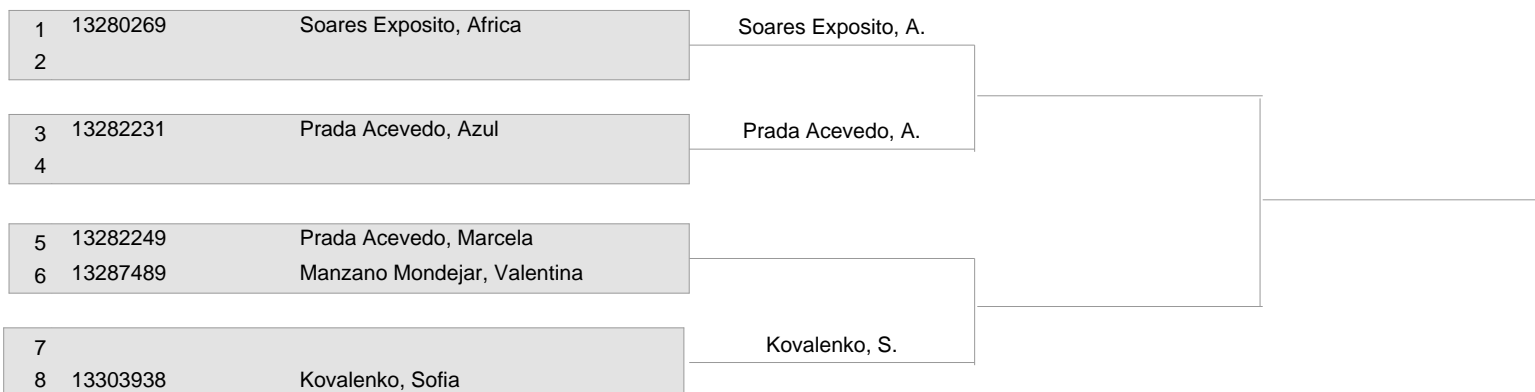 1 13280269 Soares Exposito, Africa Soares Exposito, A.
2
3 13282231 Prada Acevedo, Azul Prada Acevedo, A.
4
5 13282249 Prada Acevedo, Marcela
6 13287489 Manzano Mondejar, Valentina
7 Kovalenko, S.
8 13303938 Kovalenko, Sofia